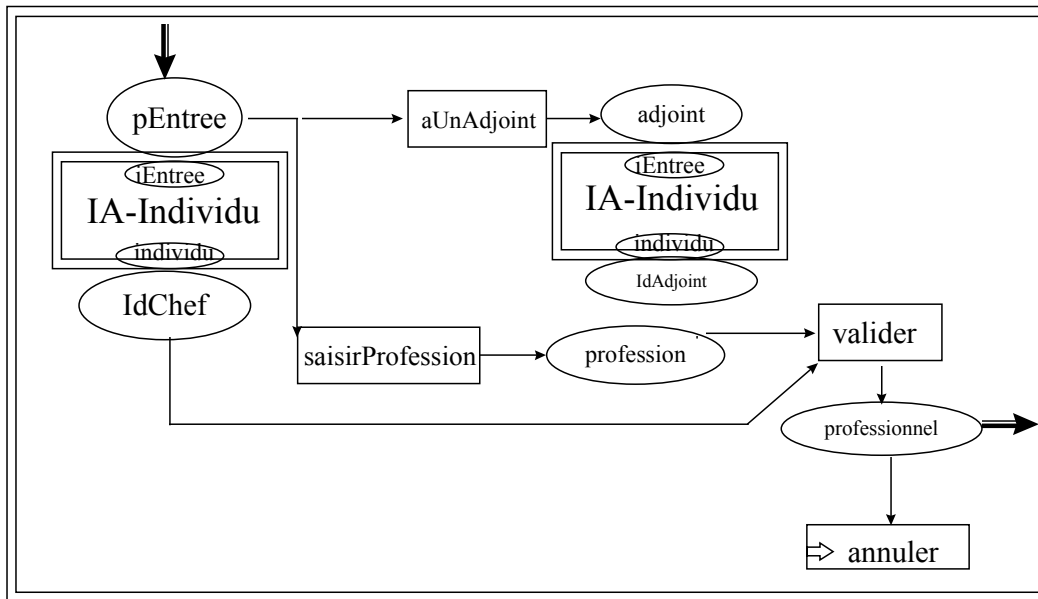 pEntree
aUnAdjoint
adjoint
iEntree
IA-Individu
individu
IdChef
iEntree
IA-Individu
individu
IdAdjoint
saisirProfession
profession
valider
professionnel
annuler